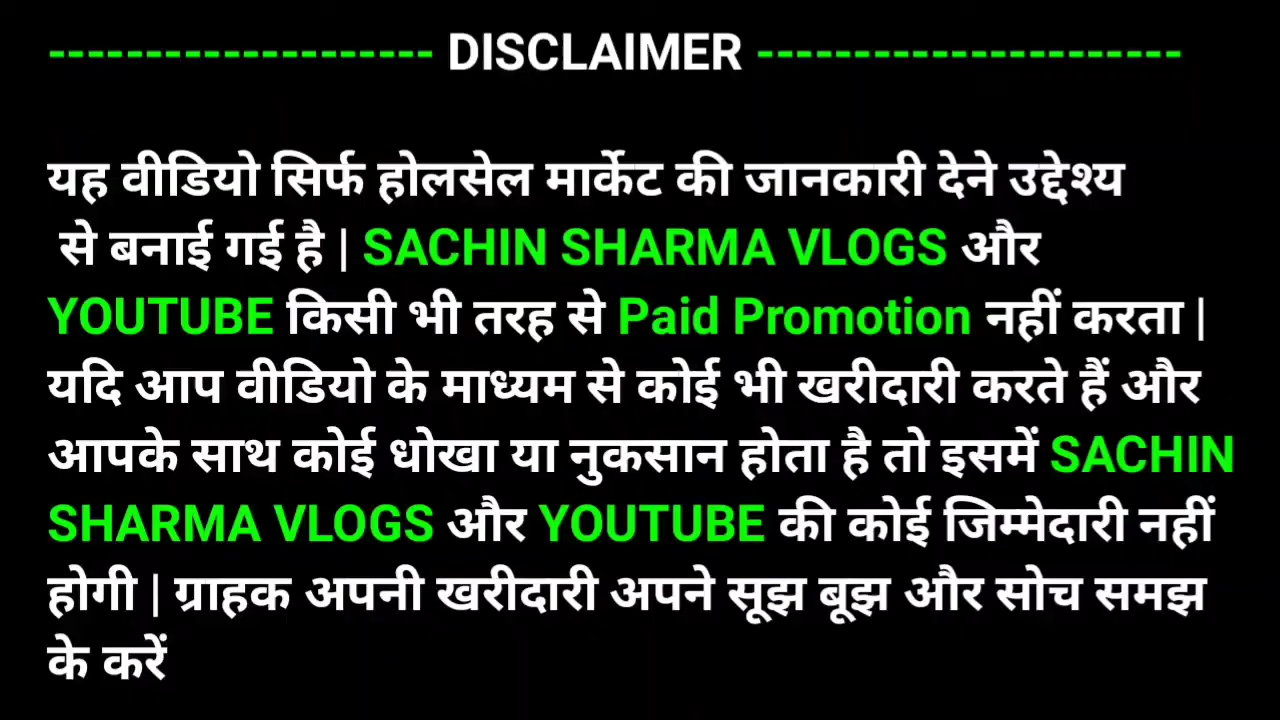 -------------------- DISCLAIMER ----------------------
यह वीडियो सिर्फ होलसेल मार्केट की जानकारी देने उद्देश्य
से बनाई गई है | SACHIN SHARMA VLOGS और
YOUTUBE किसी भी तरह से Paid Promotion नहीं करता |
यदि आप वीडियो के माध्यम से कोई भी खरीदारी करते हैं और
आपके साथ कोई धोखा या नुकसान होता है तो इसमें SACHIN
SHARMA VLOGS और YOUTUBE की कोई जिम्मेदारी नहीं
होगी | ग्राहक अपनी खरीदारी अपने सूझ बूझ और सोच समझ
के करें